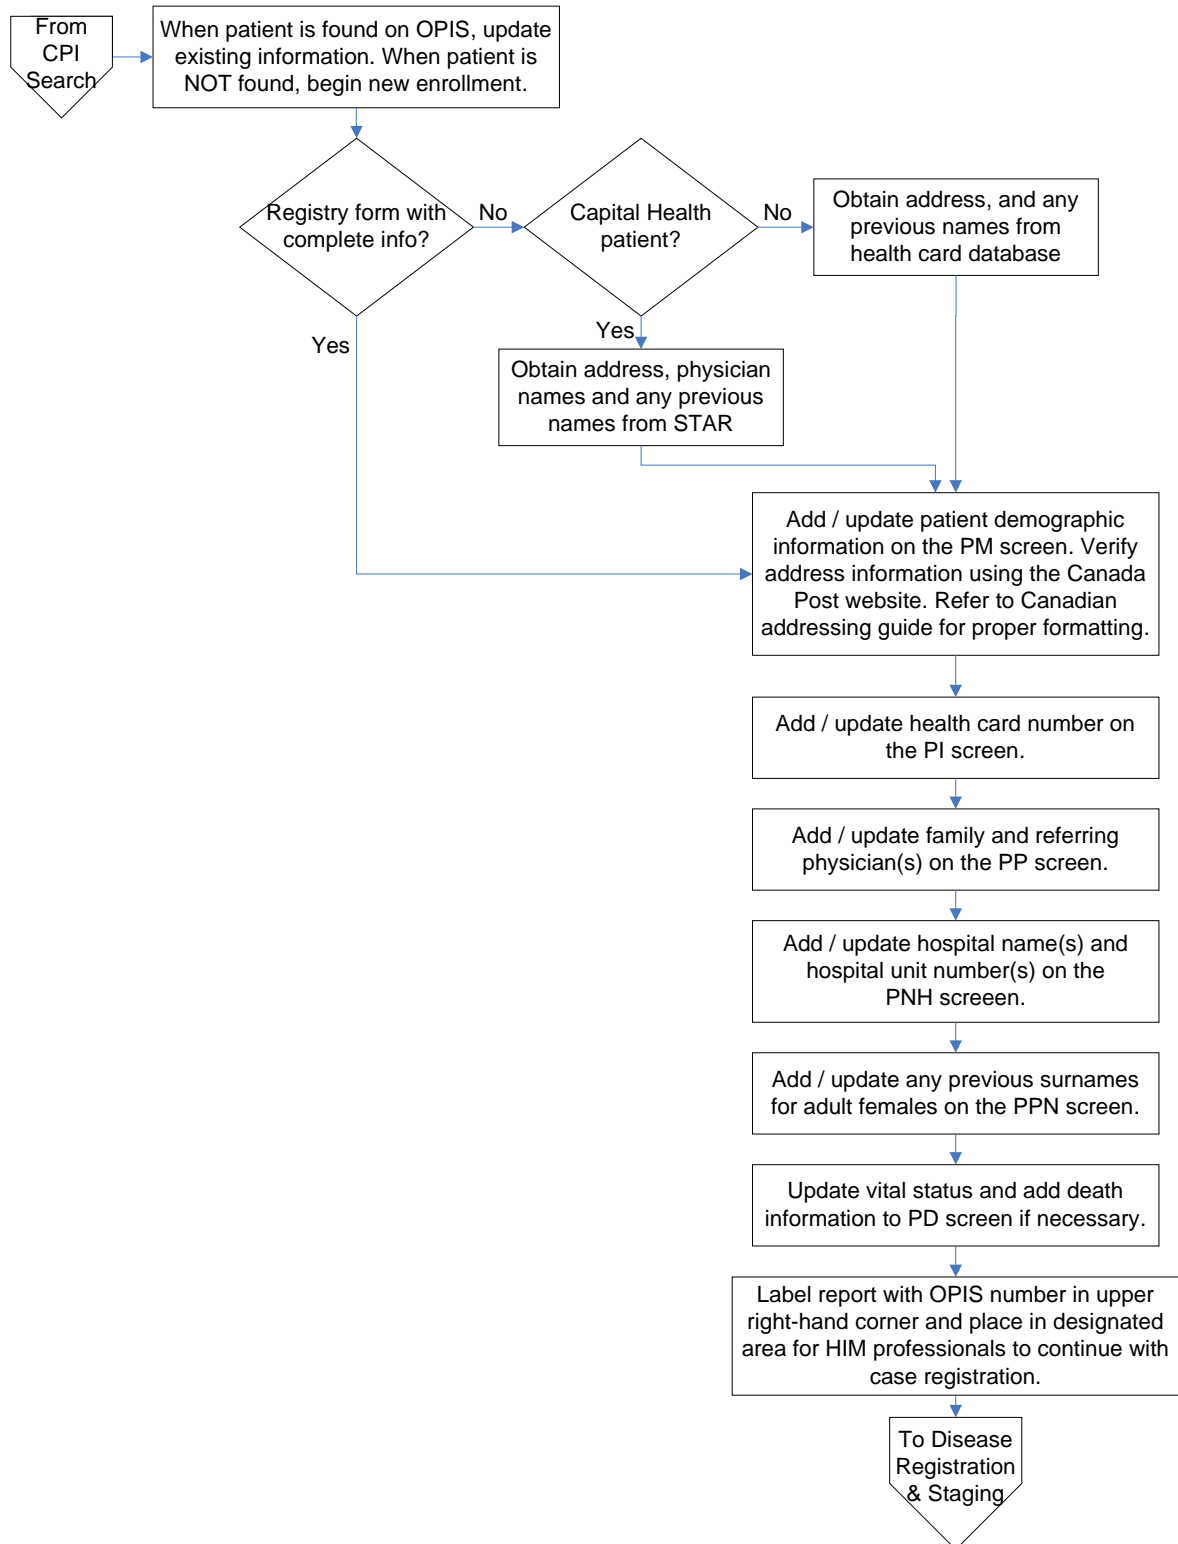 From
CPI
Search
When patient is found on OPIS, update
existing information. When patient is
NOT found, begin new enrollment.
Registry form with
complete info?
No
Capital Health
patient?
No
Obtain address, and any
previous names from
health card database
Yes
Yes
Obtain address, physician
names and any previous
names from STAR
Add / update patient demographic
information on the PM screen. Verify
address information using the Canada
Post website. Refer to Canadian
addressing guide for proper formatting.
Add / update health card number on
the PI screen.
Add / update family and referring
physician(s) on the PP screen.
Add / update hospital name(s) and
hospital unit number(s) on the
PNH screeen.
Add / update any previous surnames
for adult females on the PPN screen.
Update vital status and add death
information to PD screen if necessary.
Label report with OPIS number in upper
right-hand corner and place in designated
area for HIM professionals to continue with
case registration.
To Disease
Registration
& Staging